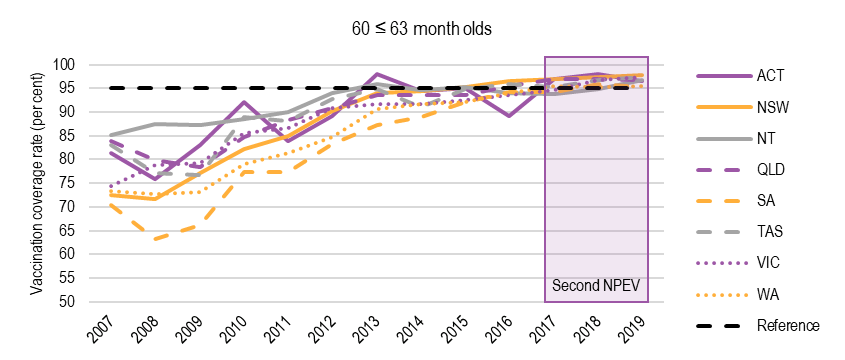 60 ≤ 63 month olds
Vaccination coverage rate (per cent)
100
95
90
85
80
75
70
65
60
55
50
2007
2008
2009
2010
2011
2012
2013
2014
2015
2016
2017
2018
2019
Second NPEV
ACT
NSW
NT
QLD
SA
TAS
VIC
WA
Reference